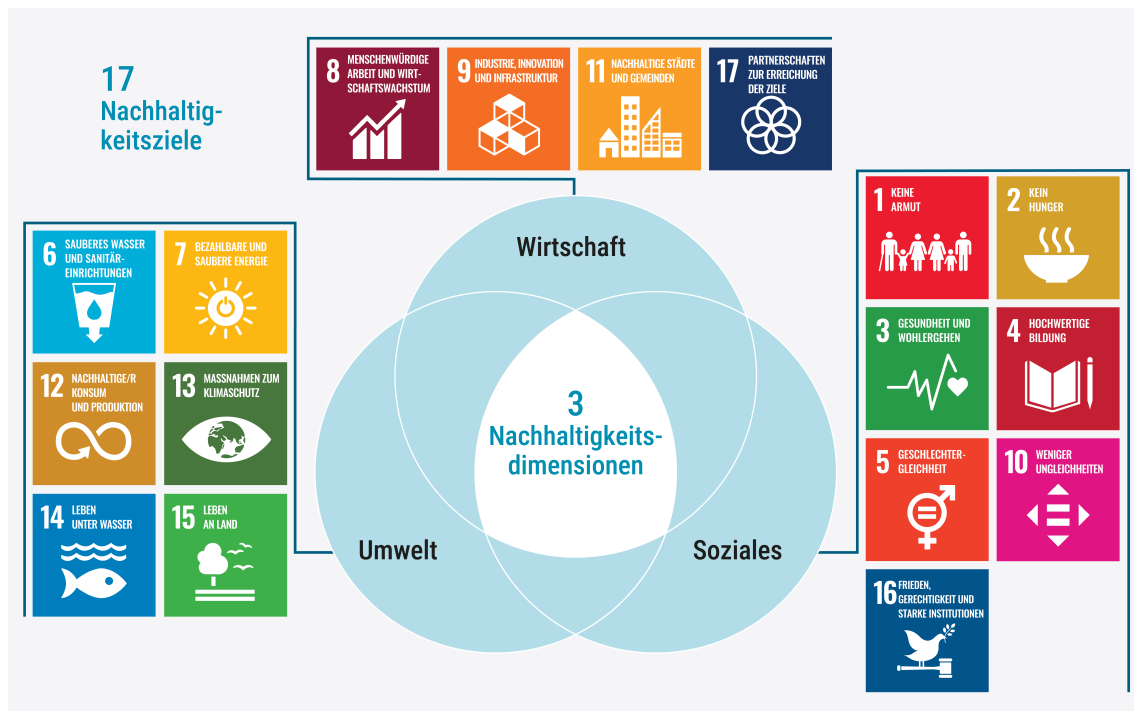 17
Nachhaltig-
keitsziele
8 MENSCHENWÜRDIGE
ARBEIT UND WIRT-
SCHAFTSWACHSTUM
9 INDUSTRIE, INNOVATION
UND INFRASTRUKTUR
11 NACHHALTIGE STÄDTE
UND GEMEINDEN
17 PARTNERSCHAFTEN
ZUR ERREICHUNG
DER ZIELE
6 SAUBERES WASSER
UND SANITÄR-
EINRICHTUNGEN
7 BEZAHLBARE UND
SAUBERE ENERGIE
12 NACHHALTIGE/R
KONSUM
UND PRODUKTION
13 MASSNAHMEN ZUM
KLIMASCHUTZ
14 LEBEN
UNTER WASSER
15 LEBEN
AN LAND
Wirtschaft
3
Nachhaltigkeits-
dimensionen
Umwelt
Soziales
1 KEINE
ARMUT
2 KEIN
HUNGER
3 GESUNDHEIT UND
WOHLERGEHEN
4 HOCHWERTIGE
BILDUNG
5 GESCHLECHTER-
GLEICHHEIT
10 WENIGER
UNGLEICHHEITEN
16 FRIEDEN,
GERECHTIGKEIT UND
STARKE INSTITUTIONEN